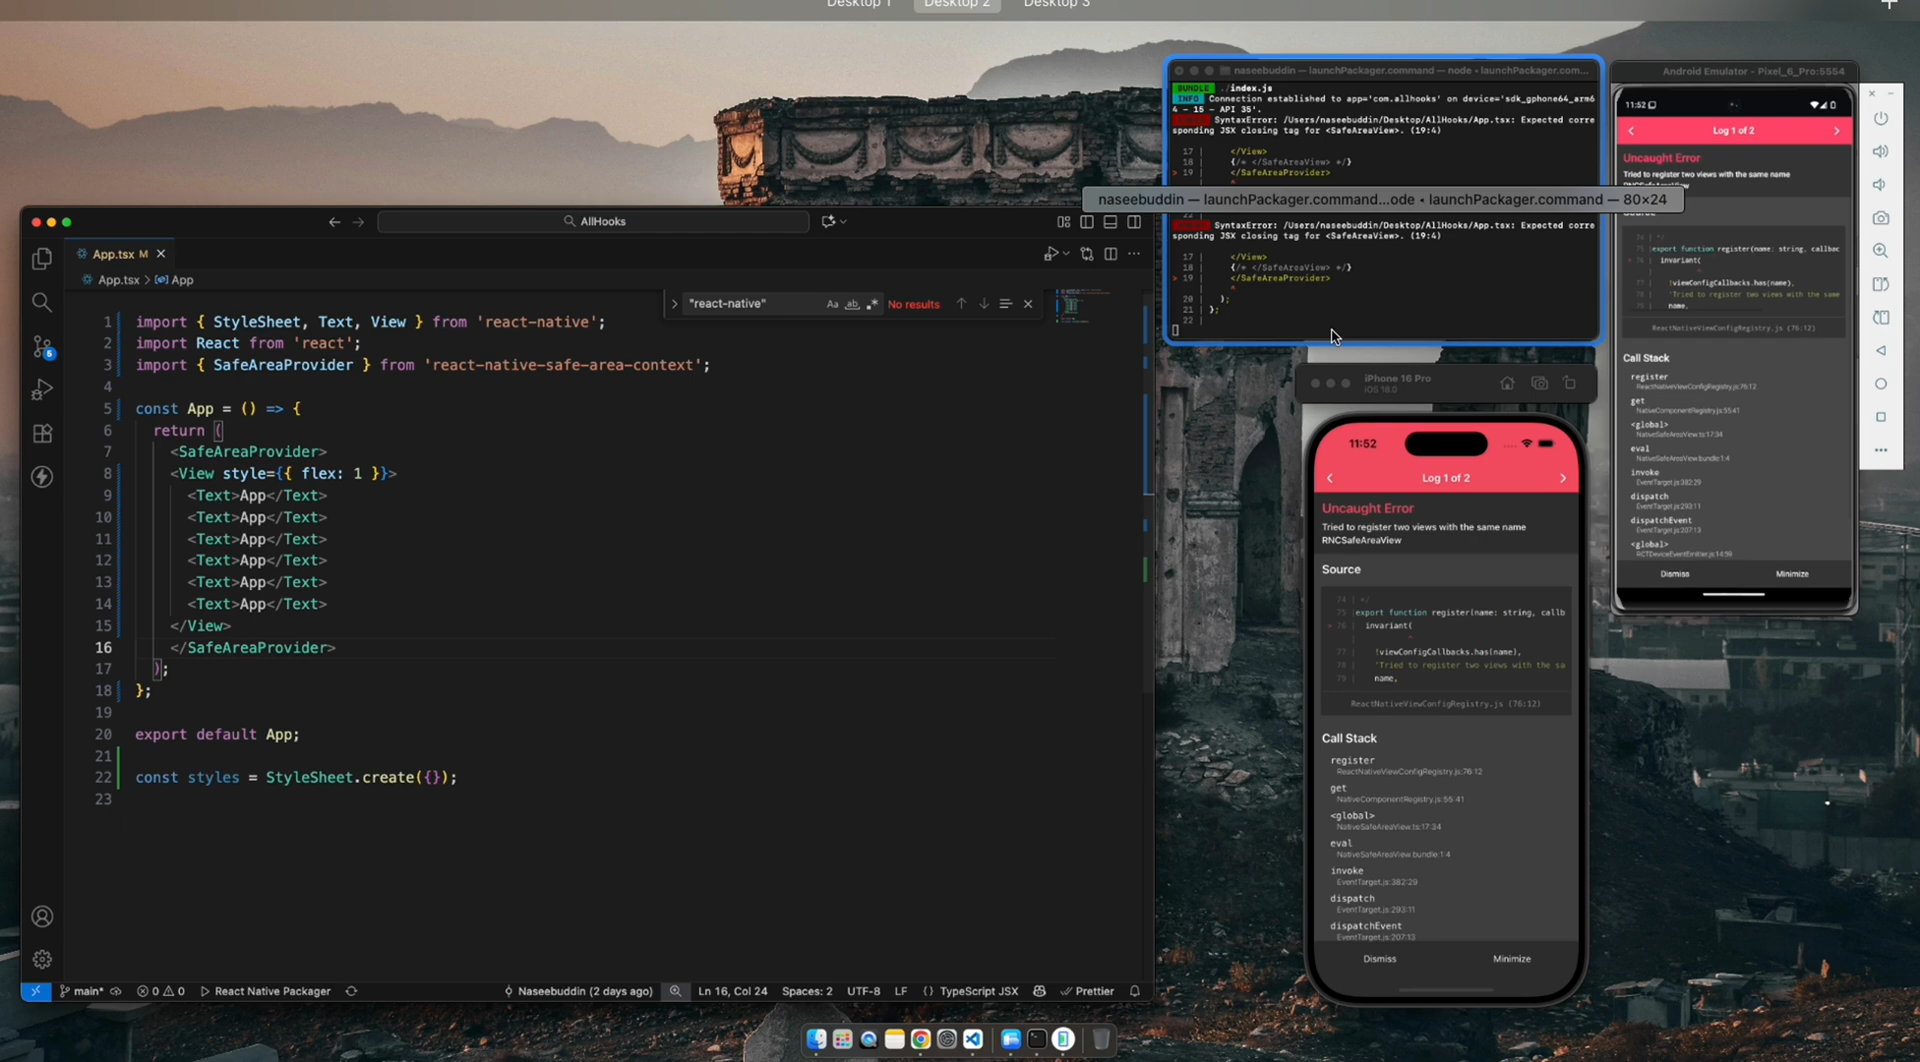 Desktop 1
Desktop 2
Desktop 3
+
naseebuddin — launchPackager.command — node • launchPackager.com...
BUNDLE ./index.js
INFO Connection established to app='com.allhooks' on device='sdk_gphone64_arm6
4 - 15 - API 35'.
SyntaxError: /Users/naseebuddin/Desktop/AllHooks/App.tsx: Expected corre
sponding JSX closing tag for <SafeAreaView>. (19:4)
17 | </View>
18 | {/* </SafeAreaView> */}
> 19 | </SafeAreaProvider>
^
naseebuddin — launchPackager.command...ode • launchPackager.command — 80×24
22
SyntaxError: /Users/naseebuddin/Desktop/AllHooks/App.tsx: Expected corre
sponding JSX closing tag for <SafeAreaView>. (19:4)
17 | </View>
18 | {/* </SafeAreaView> */}
> 19 | </SafeAreaProvider>
^
20 | );
21 | };
22 |
Android Emulator - Pixel_6_Pro:5554
11:52
Log 1 of 2
Uncaught Error
Tried to register two views with the same name
74 | */
75 |export function register(name: string, callbac
> 76 | invariant(
^
77 | !viewConfigCallbacks.has(name),
78 | 'Tried to register two views with the same
79 | name,
ReactNativeViewConfigRegistry.js (76:12)
Call Stack
register
ReactNativeViewConfigRegistry.js:76:12
get
NativeComponentRegistry.js:55:41
<global>
NativeSafeAreaView.ts:17:34
eval
NativeSafeAreaView.bundle:1:4
invoke
EventTarget.js:382:29
dispatch
EventTarget.js:293:11
dispatchEvent
EventTarget.js:207:13
<global>
RCTDeviceEventEmitter.js:14:59
Dismiss
Minimize
AllHooks
App.tsx M
App.tsx > App
"react-native"
Aa
ab
No results
5
1 import { StyleSheet, Text, View } from 'react-native';
2 import React from 'react';
3 import { SafeAreaProvider } from 'react-native-safe-area-context';
4
5 const App = () => {
6 return (
7 <SafeAreaProvider>
8 <View style={{ flex: 1 }}>
9 <Text>App</Text>
10 <Text>App</Text>
11 <Text>App</Text>
12 <Text>App</Text>
13 <Text>App</Text>
14 <Text>App</Text>
15 </View>
16 </SafeAreaProvider>
17 );
18 };
19
20 export default App;
21
22 const styles = StyleSheet.create({});
23
main*
0 0
React Native Packager
Naseebuddin (2 days ago)
Ln 16, Col 24
Spaces: 2
UTF-8
LF
{} TypeScript JSX
Prettier
iPhone 16 Pro
iOS 18.0
11:52
Log 1 of 2
Uncaught Error
Tried to register two views with the same name
RNCSafeAreaView
Source
74 | */
75 |export function register(name: string, callb
> 76 | invariant(
^
77 | !viewConfigCallbacks.has(name),
78 | 'Tried to register two views with the sa
79 | name,
ReactNativeViewConfigRegistry.js (76:12)
Call Stack
register
ReactNativeViewConfigRegistry.js:76:12
get
NativeComponentRegistry.js:55:41
<global>
NativeSafeAreaView.ts:17:34
eval
NativeSafeAreaView.bundle:1:4
invoke
EventTarget.js:382:29
dispatch
EventTarget.js:293:11
dispatchEvent
EventTarget.js:207:13
Dismiss
Minimize